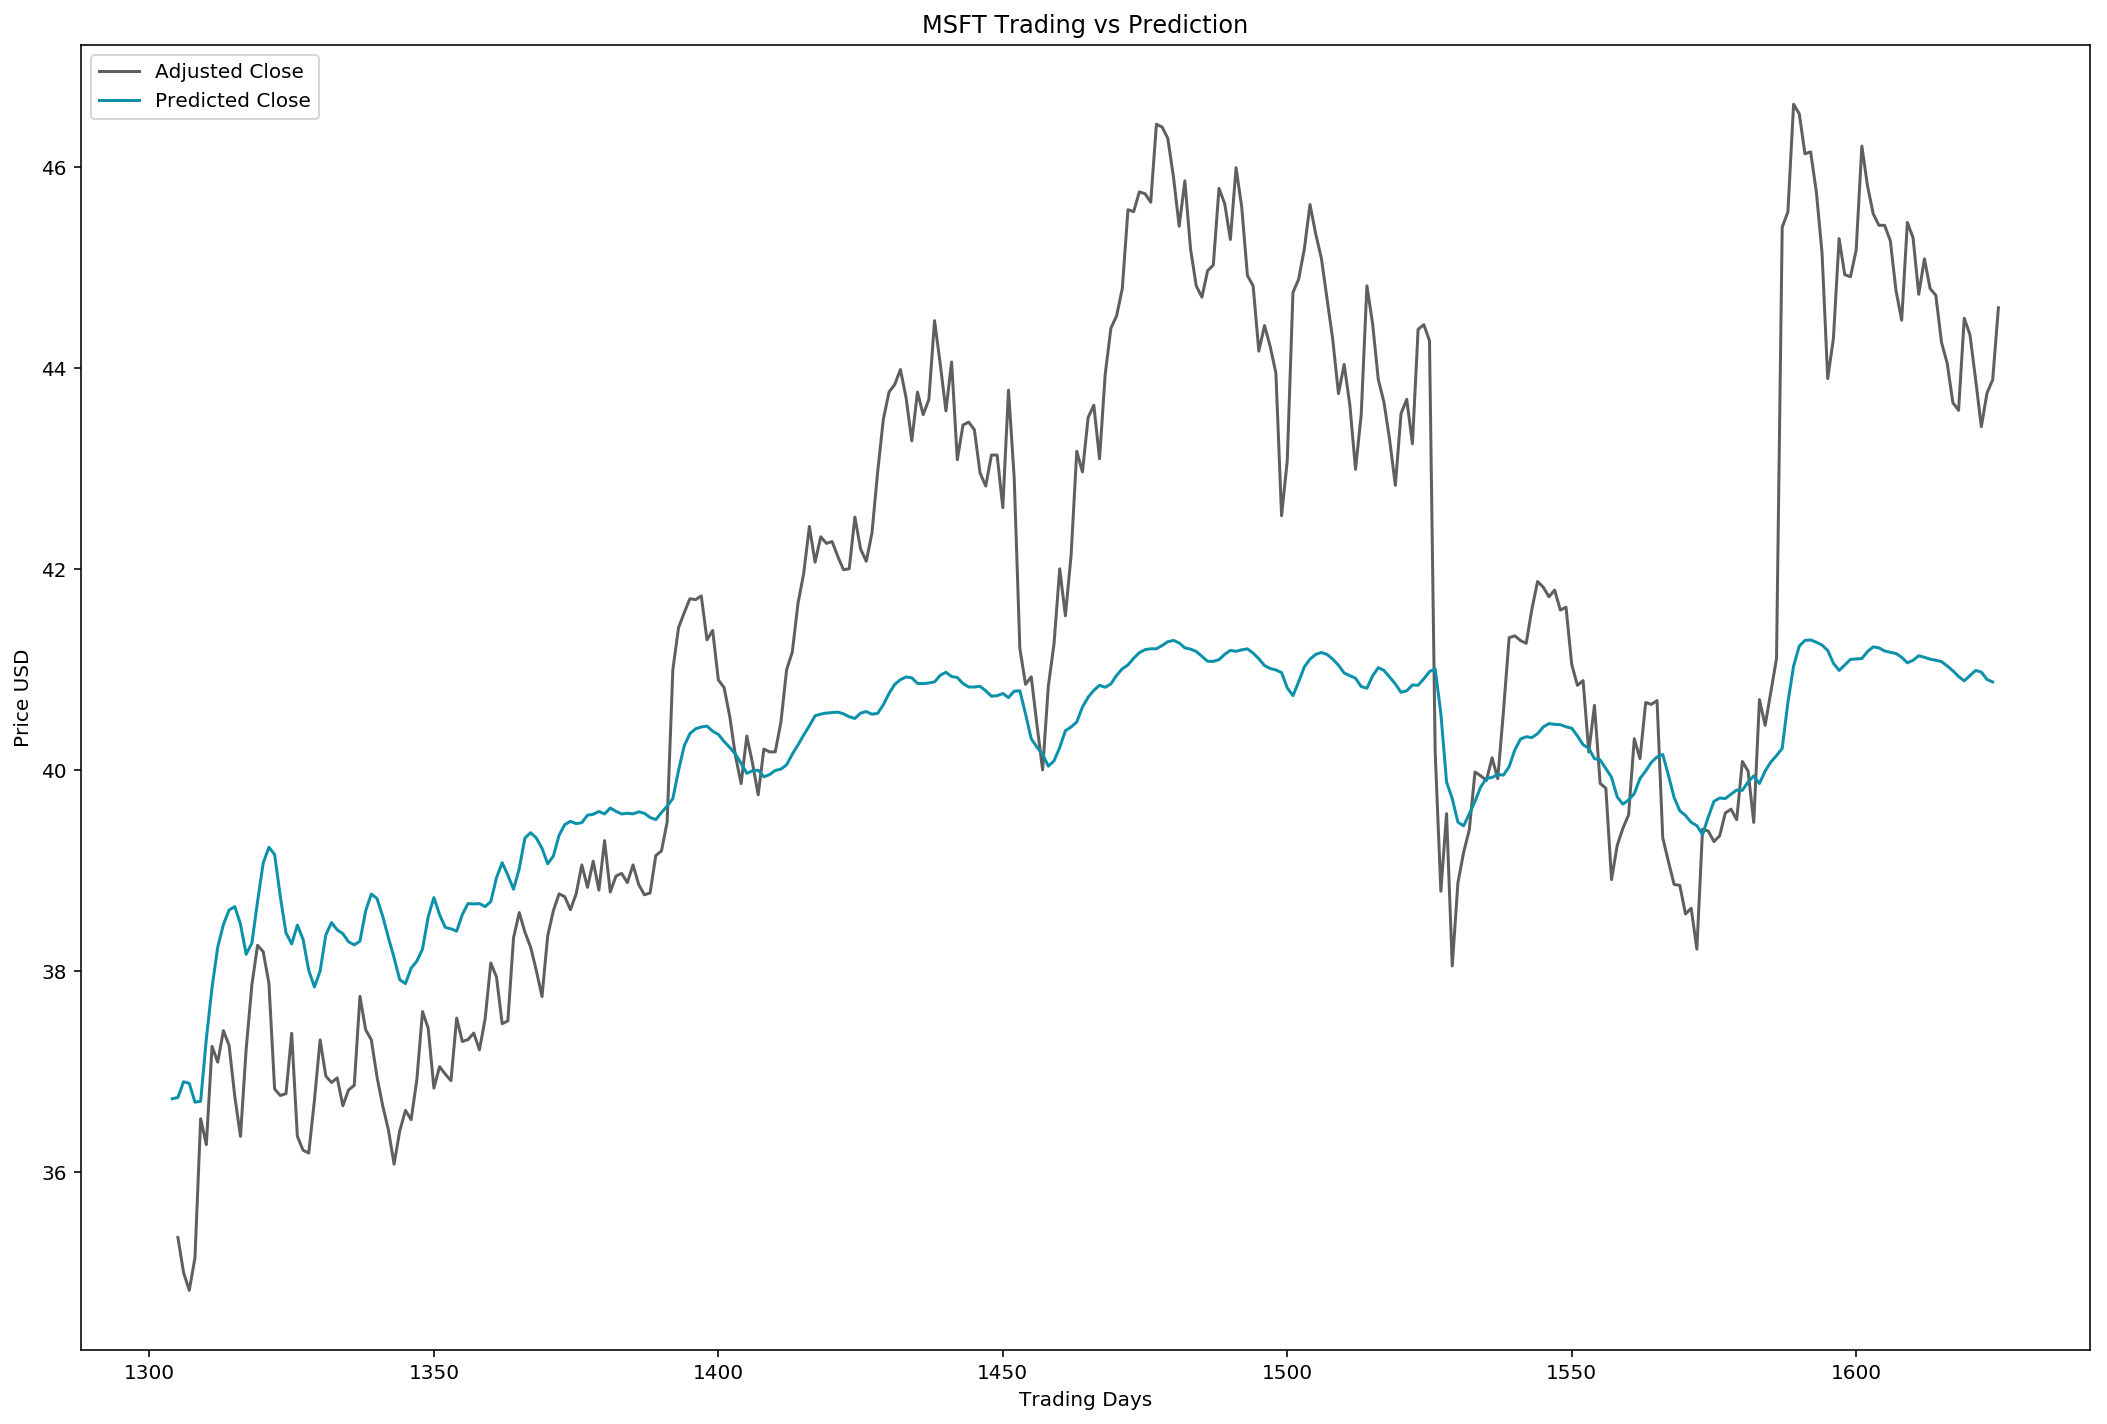 MSFT Trading vs Prediction
Adjusted Close
Predicted Close
Price USD
46
44
42
40
38
36
1300 1350 1400 1450 1500 1550 1600
Trading Days